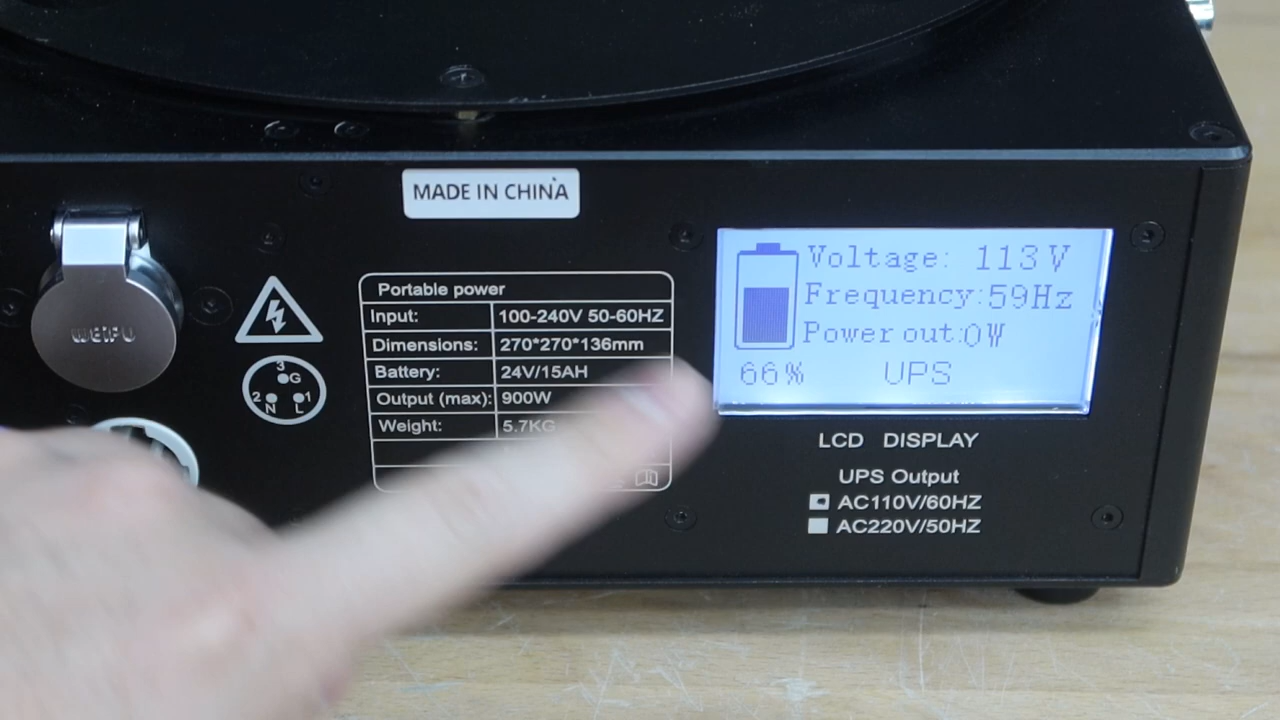 MADE IN CHINA
WEIPU
3
G
2
1
N
L
Portable power
Input: 100-240V 50-60HZ
Dimensions: 270*270*136mm
Battery: 24V/15AH
Output (max): 900W
Weight: 5.7KG
Voltage: 113V
Frequency:59Hz
Power out:0W
66% UPS
LCD DISPLAY
UPS Output
AC110V/60HZ
AC220V/50HZ